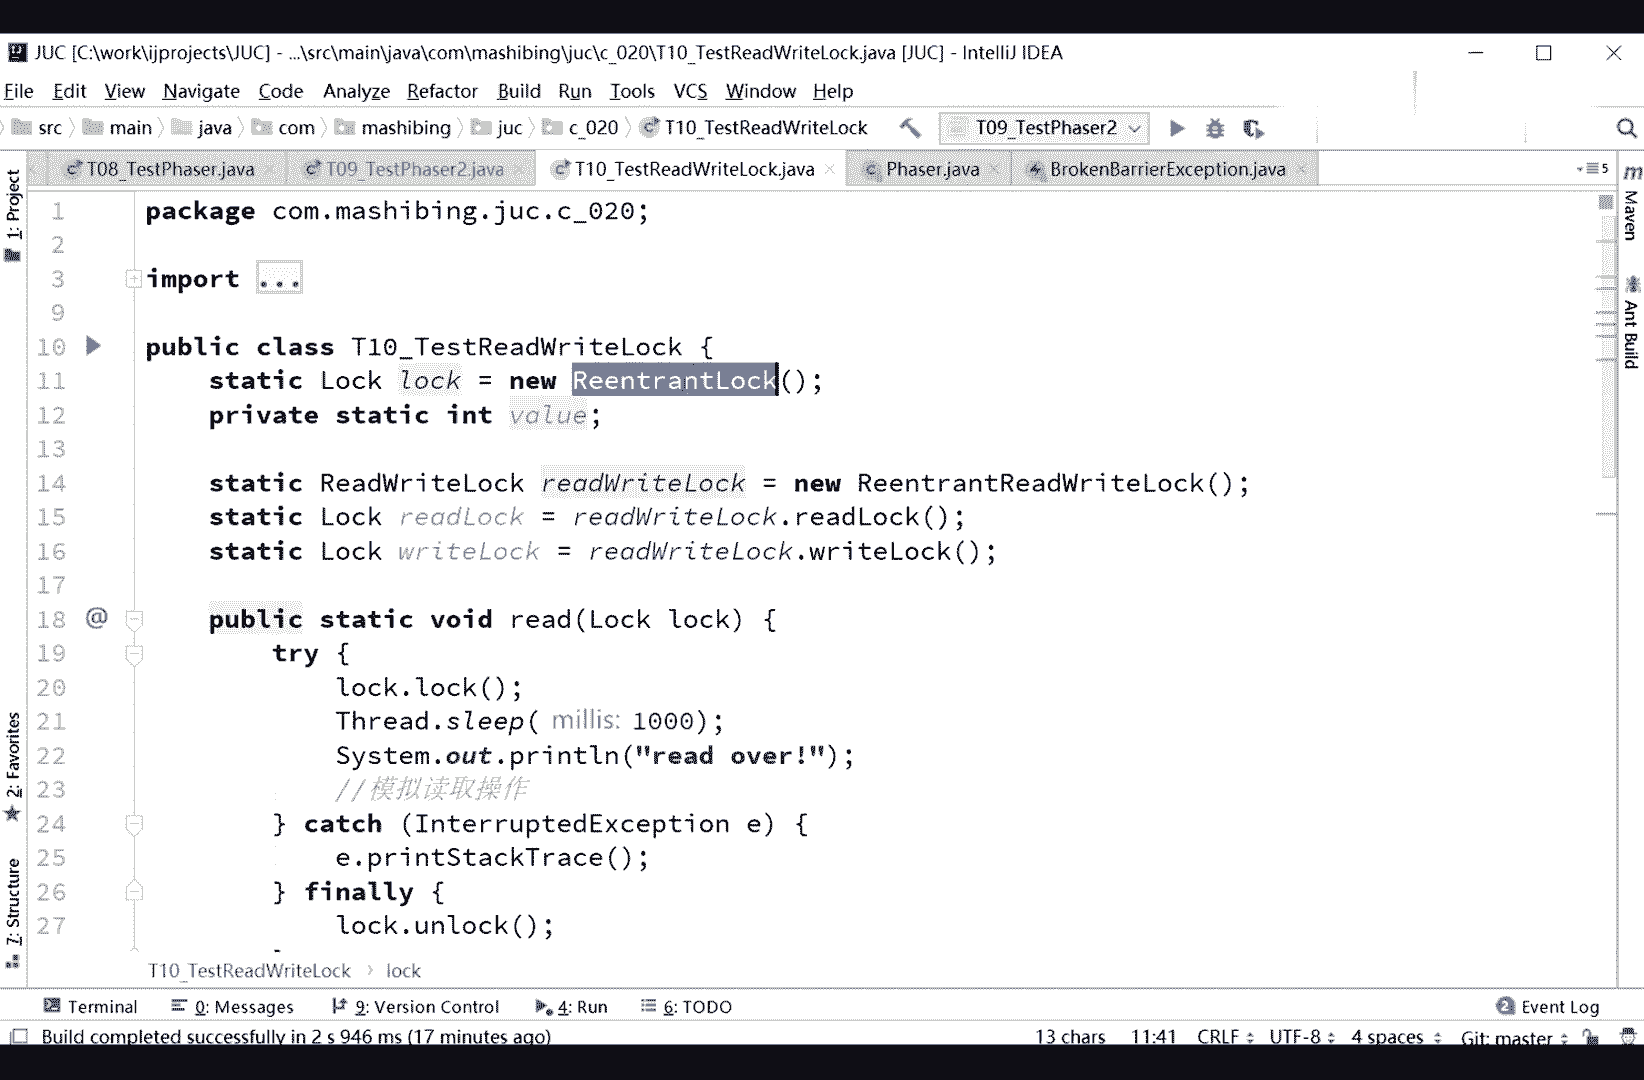 JUC [C:\work\ijprojects\JUC] - ...\src\main\java\com\mashibing\juc\c_020\T10_TestReadWriteLock.java [JUC] - IntelliJ IDEA
File Edit View Navigate Code Analyze Refactor Build Run Tools VCS Window Help
src main java com mashibing juc c_020 T10_TestReadWriteLock T09_TestPhaser2
T08_TestPhaser.java T09_TestPhaser2.java T10_TestReadWriteLock.java Phaser.java BrokenBarrierException.java 5
1: Project
2: Favorites
7: Structure
1 package com.mashibing.juc.c_020;
2
3 import ...
9
10 public class T10_TestReadWriteLock {
11 static Lock lock = new ReentrantLock();
12 private static int value;
13
14 static ReadWriteLock readWriteLock = new ReentrantReadWriteLock();
15 static Lock readLock = readWriteLock.readLock();
16 static Lock writeLock = readWriteLock.writeLock();
17
18 @ public static void read(Lock lock) {
19 try {
20 lock.lock();
21 Thread.sleep( millis: 1000);
22 System.out.println("read over!");
23 //模拟读取操作
24 } catch (InterruptedException e) {
25 e.printStackTrace();
26 } finally {
27 lock.unlock();
m Maven
Ant Build
T10_TestReadWriteLock lock
Terminal 0: Messages 9: Version Control 4: Run 6: TODO 2 Event Log
Build completed successfully in 2 s 946 ms (17 minutes ago) 13 chars 11:41 CRLF UTF-8 4 spaces Git: master